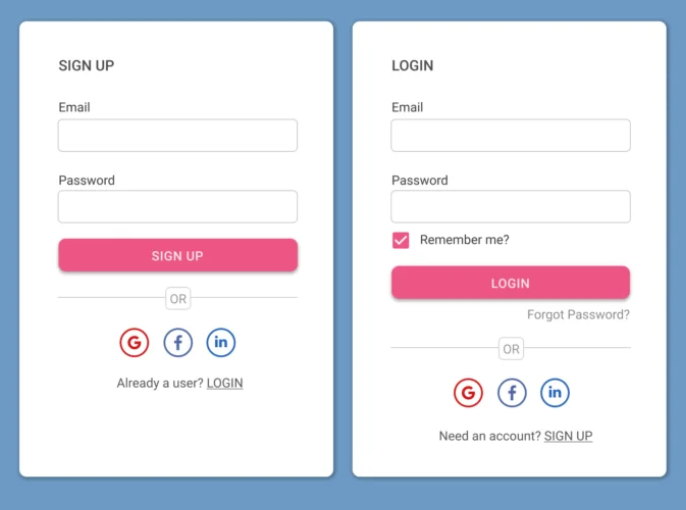 SIGN UP
Email
Password
SIGN UP
OR
G f in
Already a user? LOGIN
LOGIN
Email
Password
Remember me?
LOGIN
Forgot Password?
OR
G f in
Need an account? SIGN UP